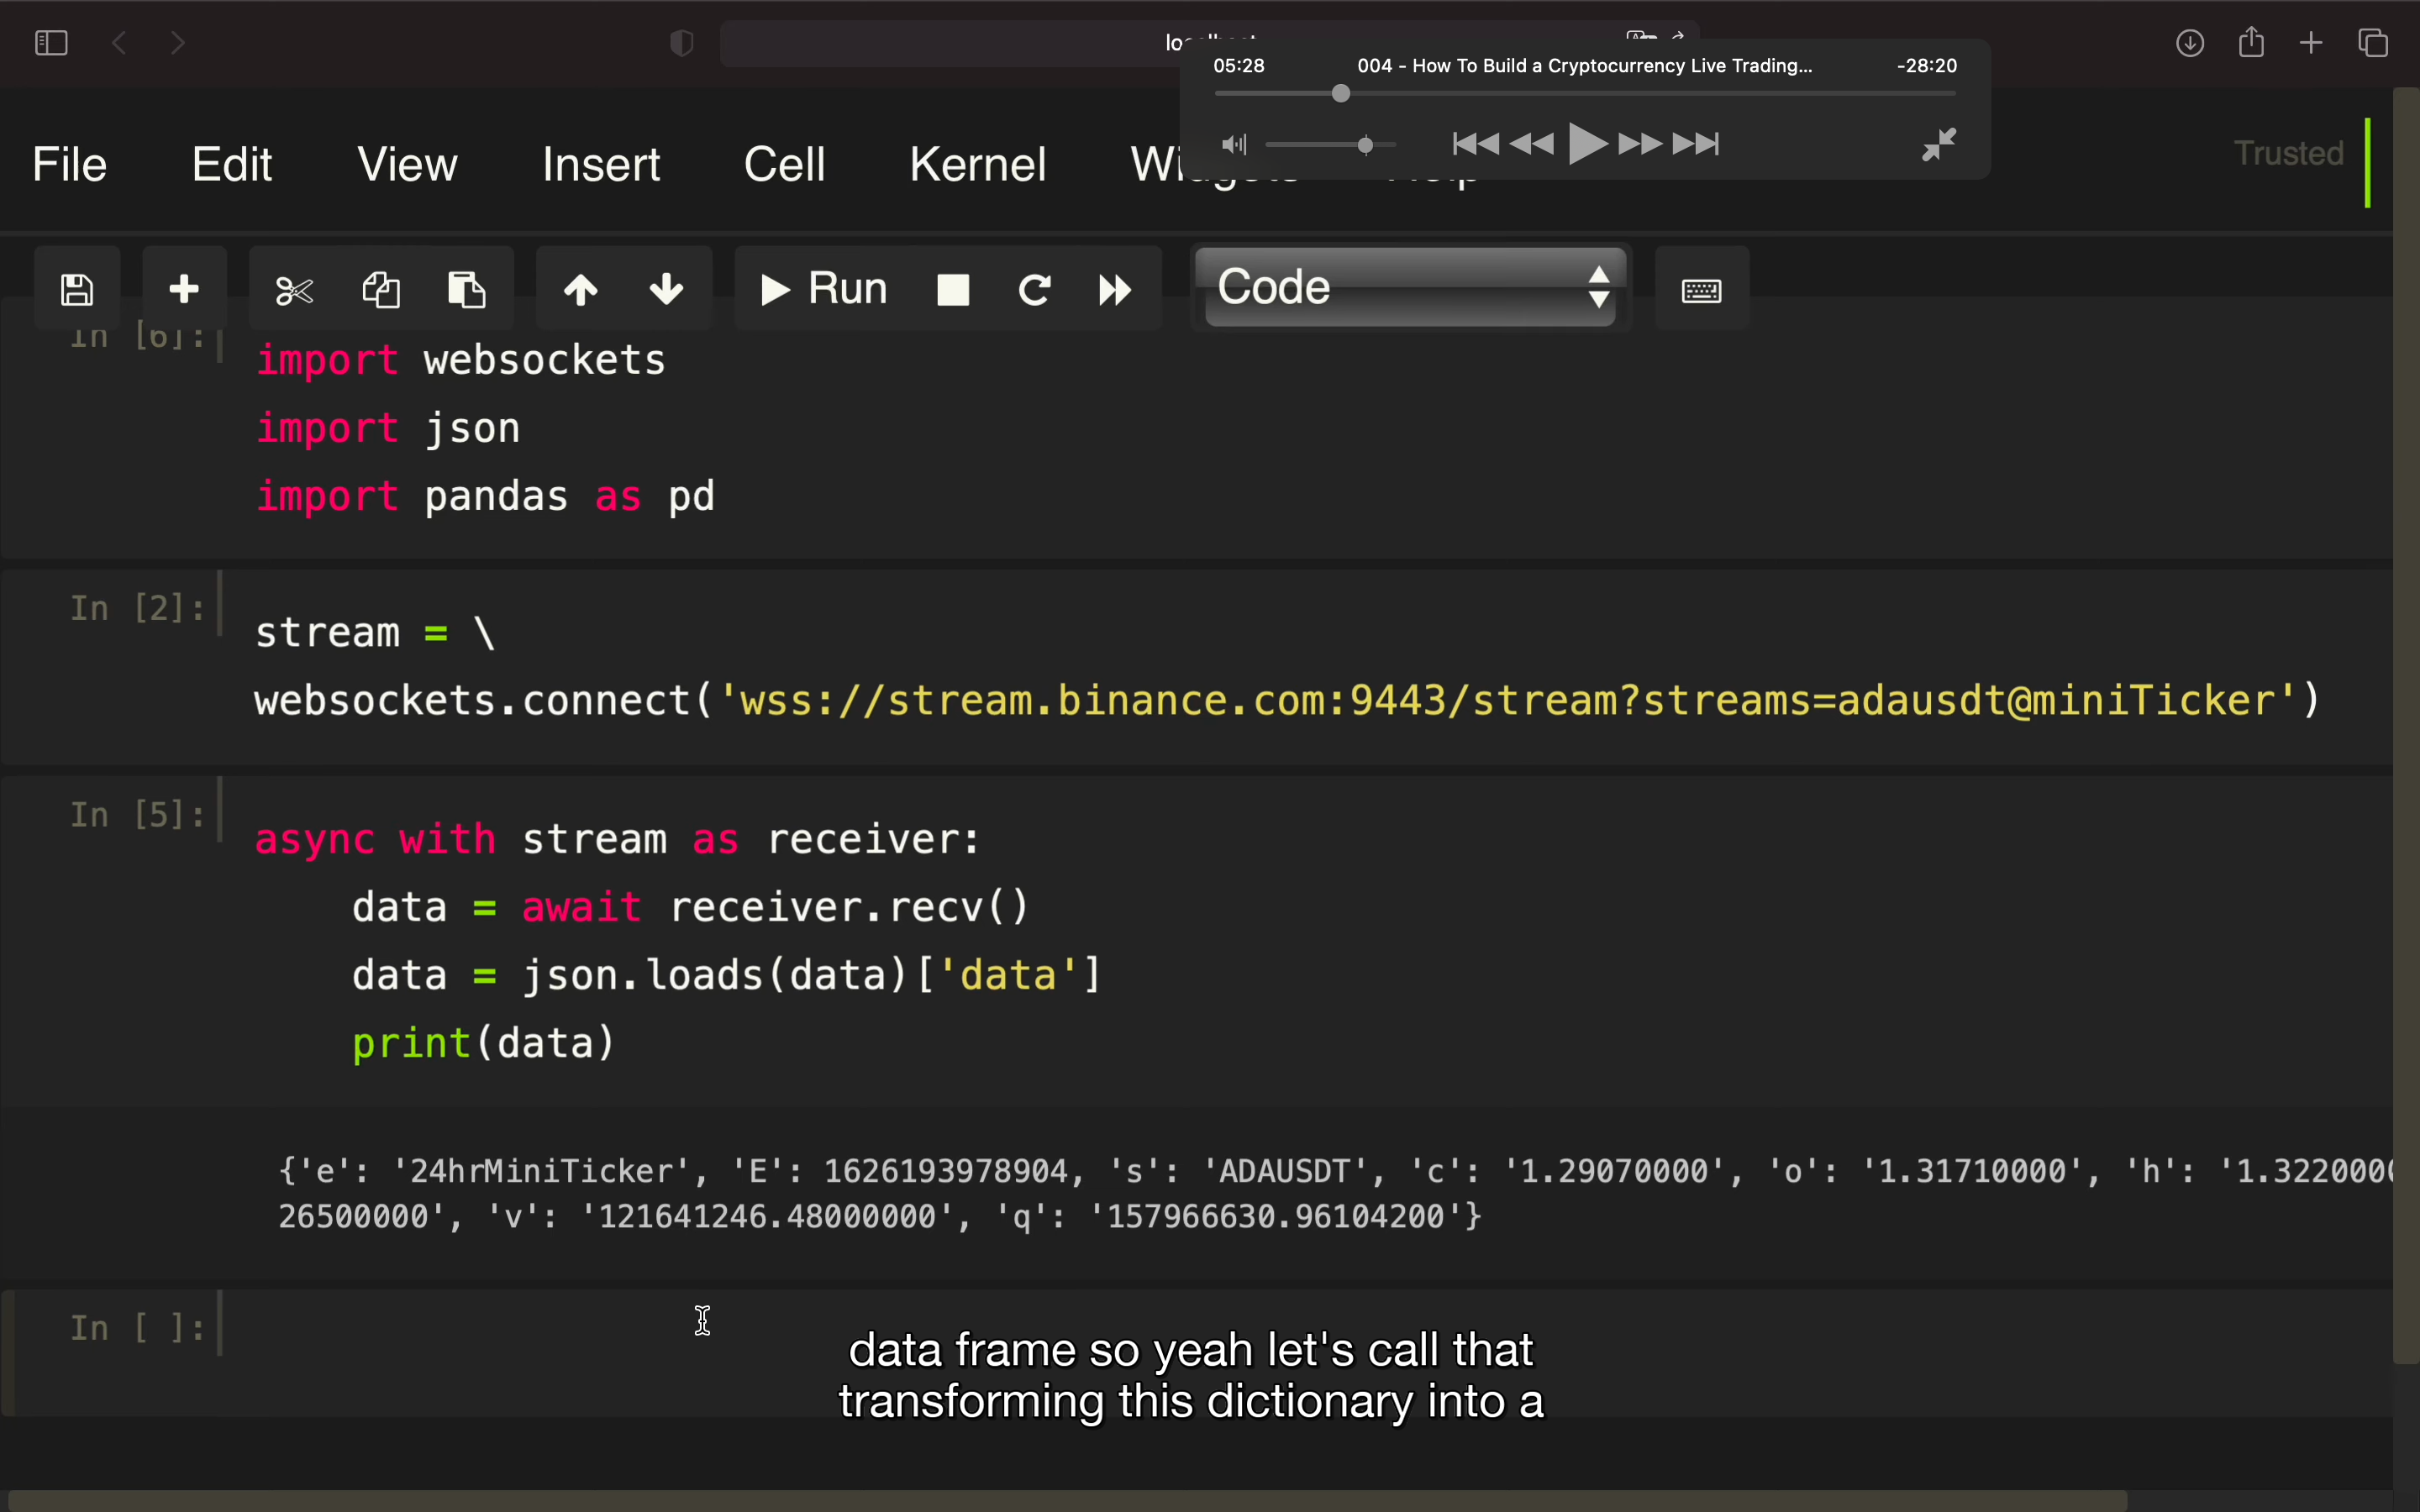 05:28 004 - How To Build a Cryptocurrency Live Trading... -28:20
File Edit View Insert Cell Kernel
Trusted
Run Code
In [6]:
import websockets
import json
import pandas as pd
In [2]:
stream = \
websockets.connect('wss://stream.binance.com:9443/stream?streams=adausdt@miniTicker')
In [5]:
async with stream as receiver:
data = await receiver.recv()
data = json.loads(data)['data']
print(data)
{'e': '24hrMiniTicker', 'E': 1626193978904, 's': 'ADAUSDT', 'c': '1.29070000', 'o': '1.31710000', 'h': '1.3220000
26500000', 'v': '121641246.48000000', 'q': '157966630.96104200'}
In [ ]:
data frame so yeah let's call that
transforming this dictionary into a